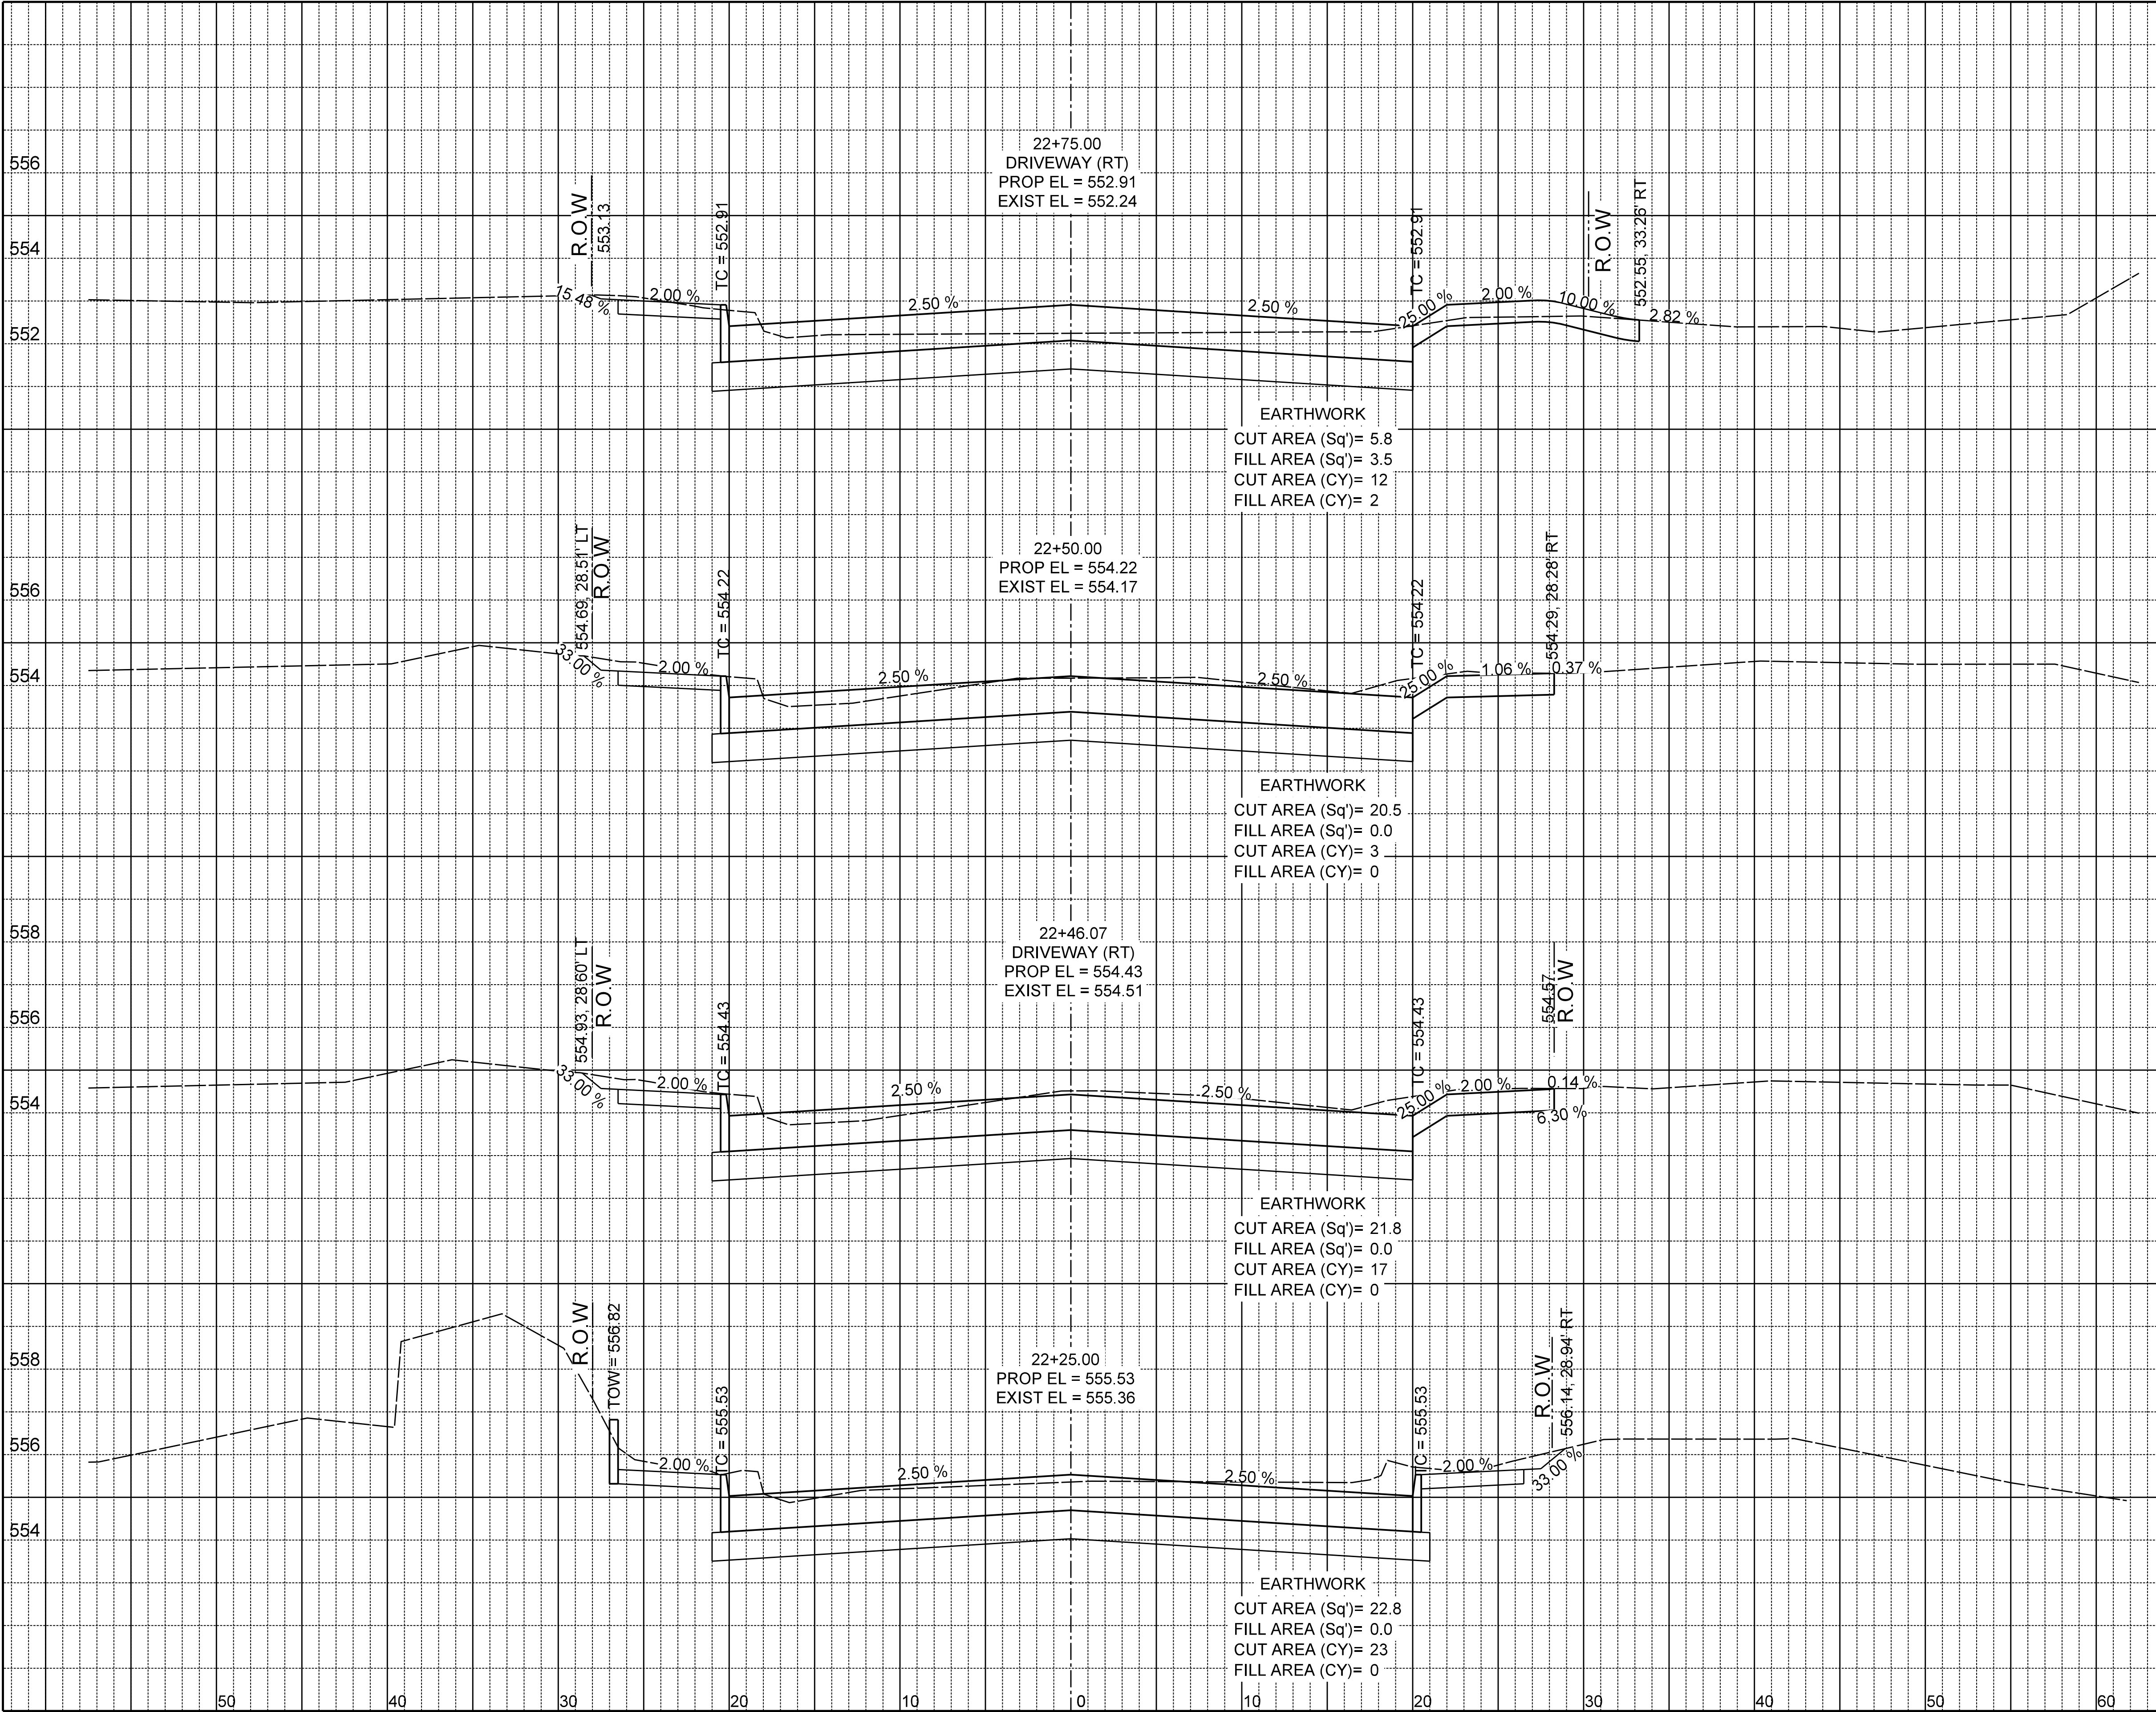 22+75.00
DRIVEWAY (RT)
PROP EL = 552.91
EXIST EL = 552.24
556
554
552
R.O.W
553.13
TC = 552.91
TC = 552.91
R.O.W
552.55, 33.26' RT
15.48 %
2.00 %
2.50 %
2.50 %
25.00 %
2.00 %
10.00 %
2.82 %
EARTHWORK
CUT AREA (Sq')= 5.8
FILL AREA (Sq')= 3.5
CUT AREA (CY)= 12
FILL AREA (CY)= 2
22+50.00
PROP EL = 554.22
EXIST EL = 554.17
556
554
554.69, 28.51' LT
R.O.W
TC = 554.22
TC = 554.22
554.29, 28.28' RT
33.00 %
2.00 %
2.50 %
2.50 %
25.00 %
1.06 %
0.37 %
EARTHWORK
CUT AREA (Sq')= 20.5
FILL AREA (Sq')= 0.0
CUT AREA (CY)= 3
FILL AREA (CY)= 0
22+46.07
DRIVEWAY (RT)
PROP EL = 554.43
EXIST EL = 554.51
558
556
554
554.93, 28.60' LT
R.O.W
TC = 554.43
TC = 554.43
554.57
R.O.W
33.00 %
2.00 %
2.50 %
2.50 %
25.00 %
2.00 %
0.14 %
6.30 %
EARTHWORK
CUT AREA (Sq')= 21.8
FILL AREA (Sq')= 0.0
CUT AREA (CY)= 17
FILL AREA (CY)= 0
22+25.00
PROP EL = 555.53
EXIST EL = 555.36
558
556
554
R.O.W
TOW = 556.82
TC = 555.53
TC = 555.53
R.O.W
556.14, 28.94' RT
2.00 %
2.50 %
2.50 %
2.00 %
33.00 %
EARTHWORK
CUT AREA (Sq')= 22.8
FILL AREA (Sq')= 0.0
CUT AREA (CY)= 23
FILL AREA (CY)= 0
50 40 30 20 10 0 10 20 30 40 50 60